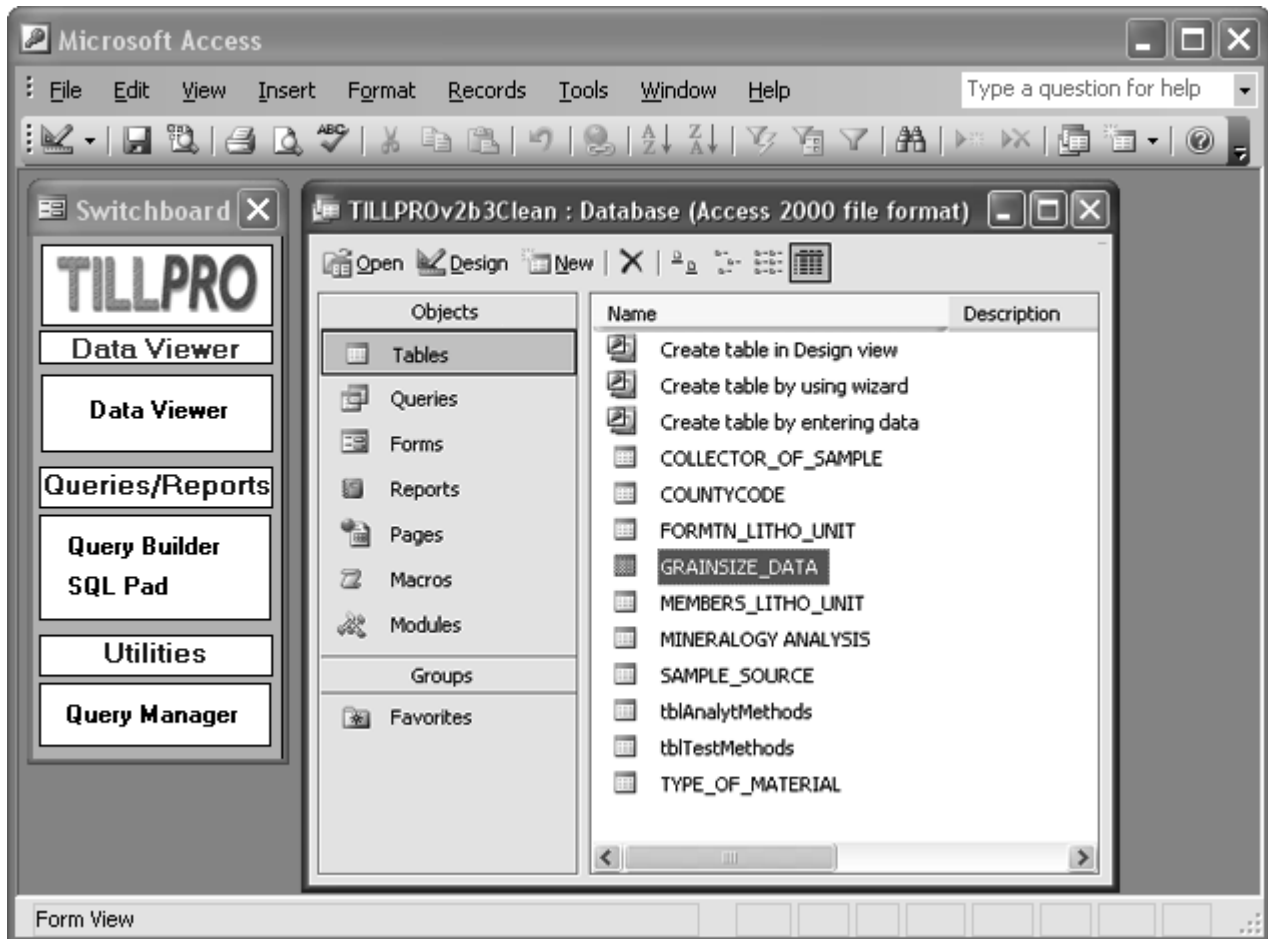 Microsoft Access
File Edit View Insert Format Records Tools Window Help Type a question for help
ABC A Z Z A
Switchboard
TILLPRO
Data Viewer
Data Viewer
Queries/Reports
Query Builder
SQL Pad
Utilities
Query Manager
TILLPROv2b3Clean : Database (Access 2000 file format)
Open Design New
Objects
Tables
Queries
Forms
Reports
Pages
Macros
Modules
Groups
Favorites
Name Description
Create table in Design view
Create table by using wizard
Create table by entering data
COLLECTOR_OF_SAMPLE
COUNTYCODE
FORMTN_LITHO_UNIT
GRAINSIZE_DATA
MEMBERS_LITHO_UNIT
MINERALOGY ANALYSIS
SAMPLE_SOURCE
tblAnalytMethods
tblTestMethods
TYPE_OF_MATERIAL
Form View